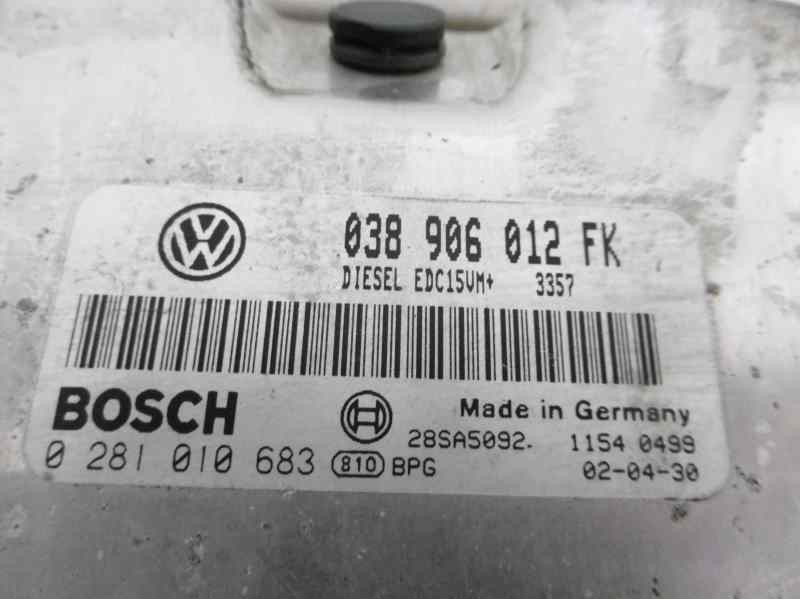 038 906 012 FK
DIESEL EDC15VM+ 3357
BOSCH
Made in Germany
28SA5092. 1154 0499
0 281 010 683 810 BPG 02-04-30